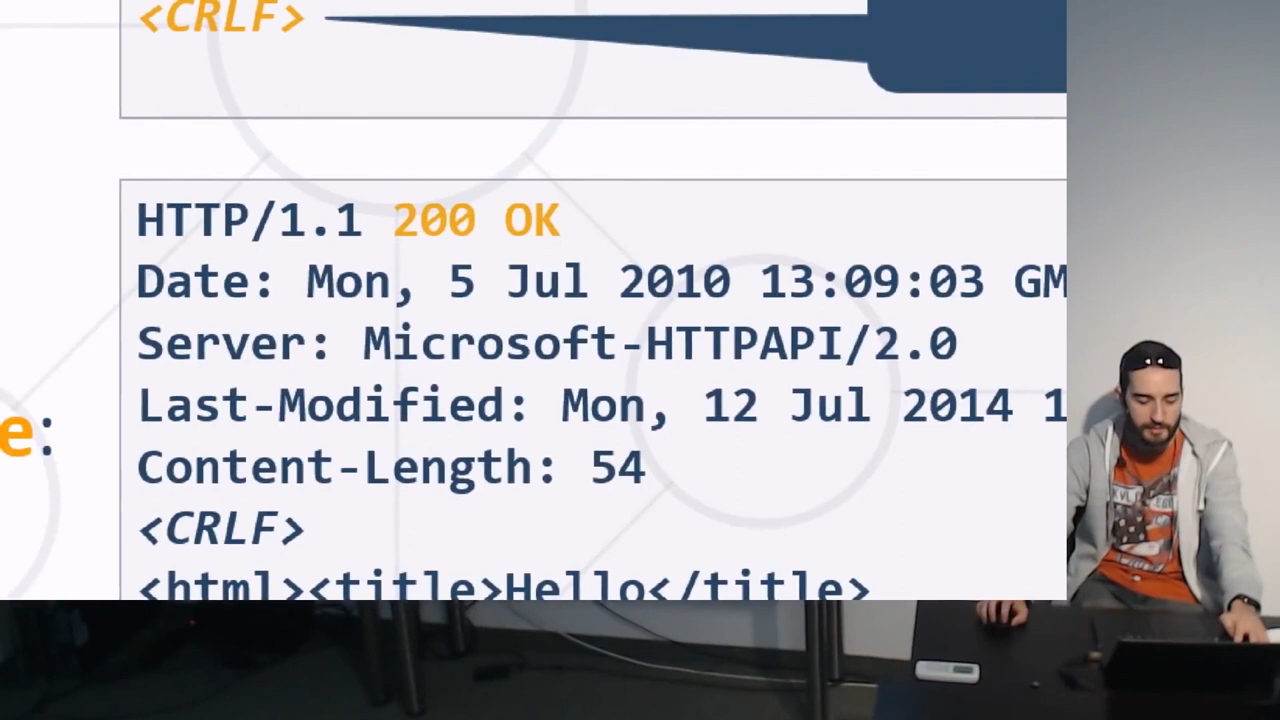 <CRLF>
HTTP/1.1 200 OK
Date: Mon, 5 Jul 2010 13:09:03 GM
Server: Microsoft-HTTPAPI/2.0
Last-Modified: Mon, 12 Jul 2014 1
e:
Content-Length: 54
<CRLF>
<html><title>Hello</title>